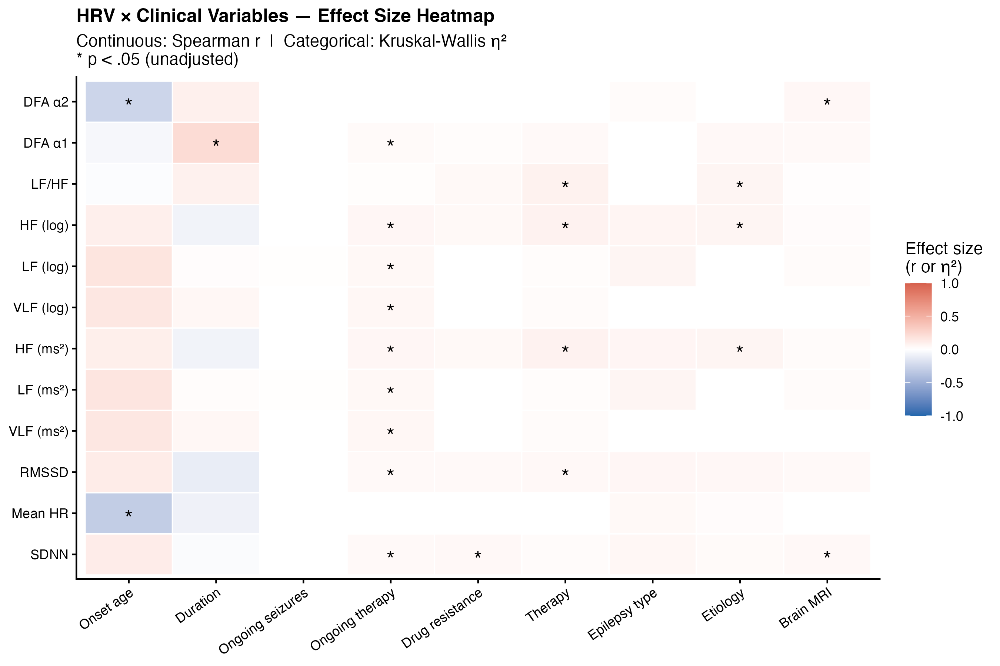 HRV × Clinical Variables — Effect Size Heatmap
Continuous: Spearman r | Categorical: Kruskal-Wallis η²
* p < .05 (unadjusted)
DFA α2 * *
DFA α1 * *
LF/HF * *
HF (log) * * *
LF (log) *
VLF (log) *
HF (ms²) * * *
LF (ms²) *
VLF (ms²) *
RMSSD * *
Mean HR *
SDNN * * *
Onset age
Duration
Ongoing seizures
Ongoing therapy
Drug resistance
Therapy
Epilepsy type
Etiology
Brain MRI
Effect size
(r or η²)
1.0
0.5
0.0
-0.5
-1.0